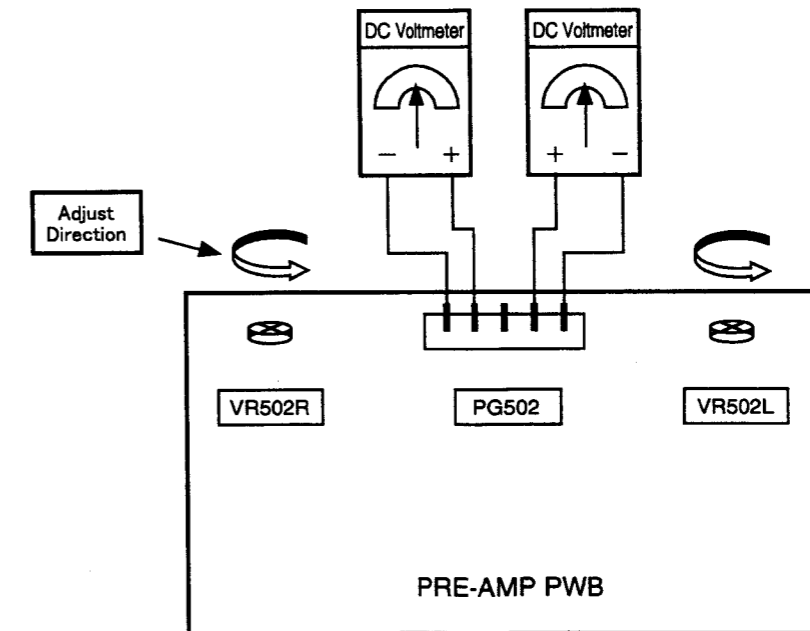 DC Voltmeter
DC Voltmeter
− +
+ −
Adjust
Direction
VR502R
PG502
VR502L
PRE-AMP PWB